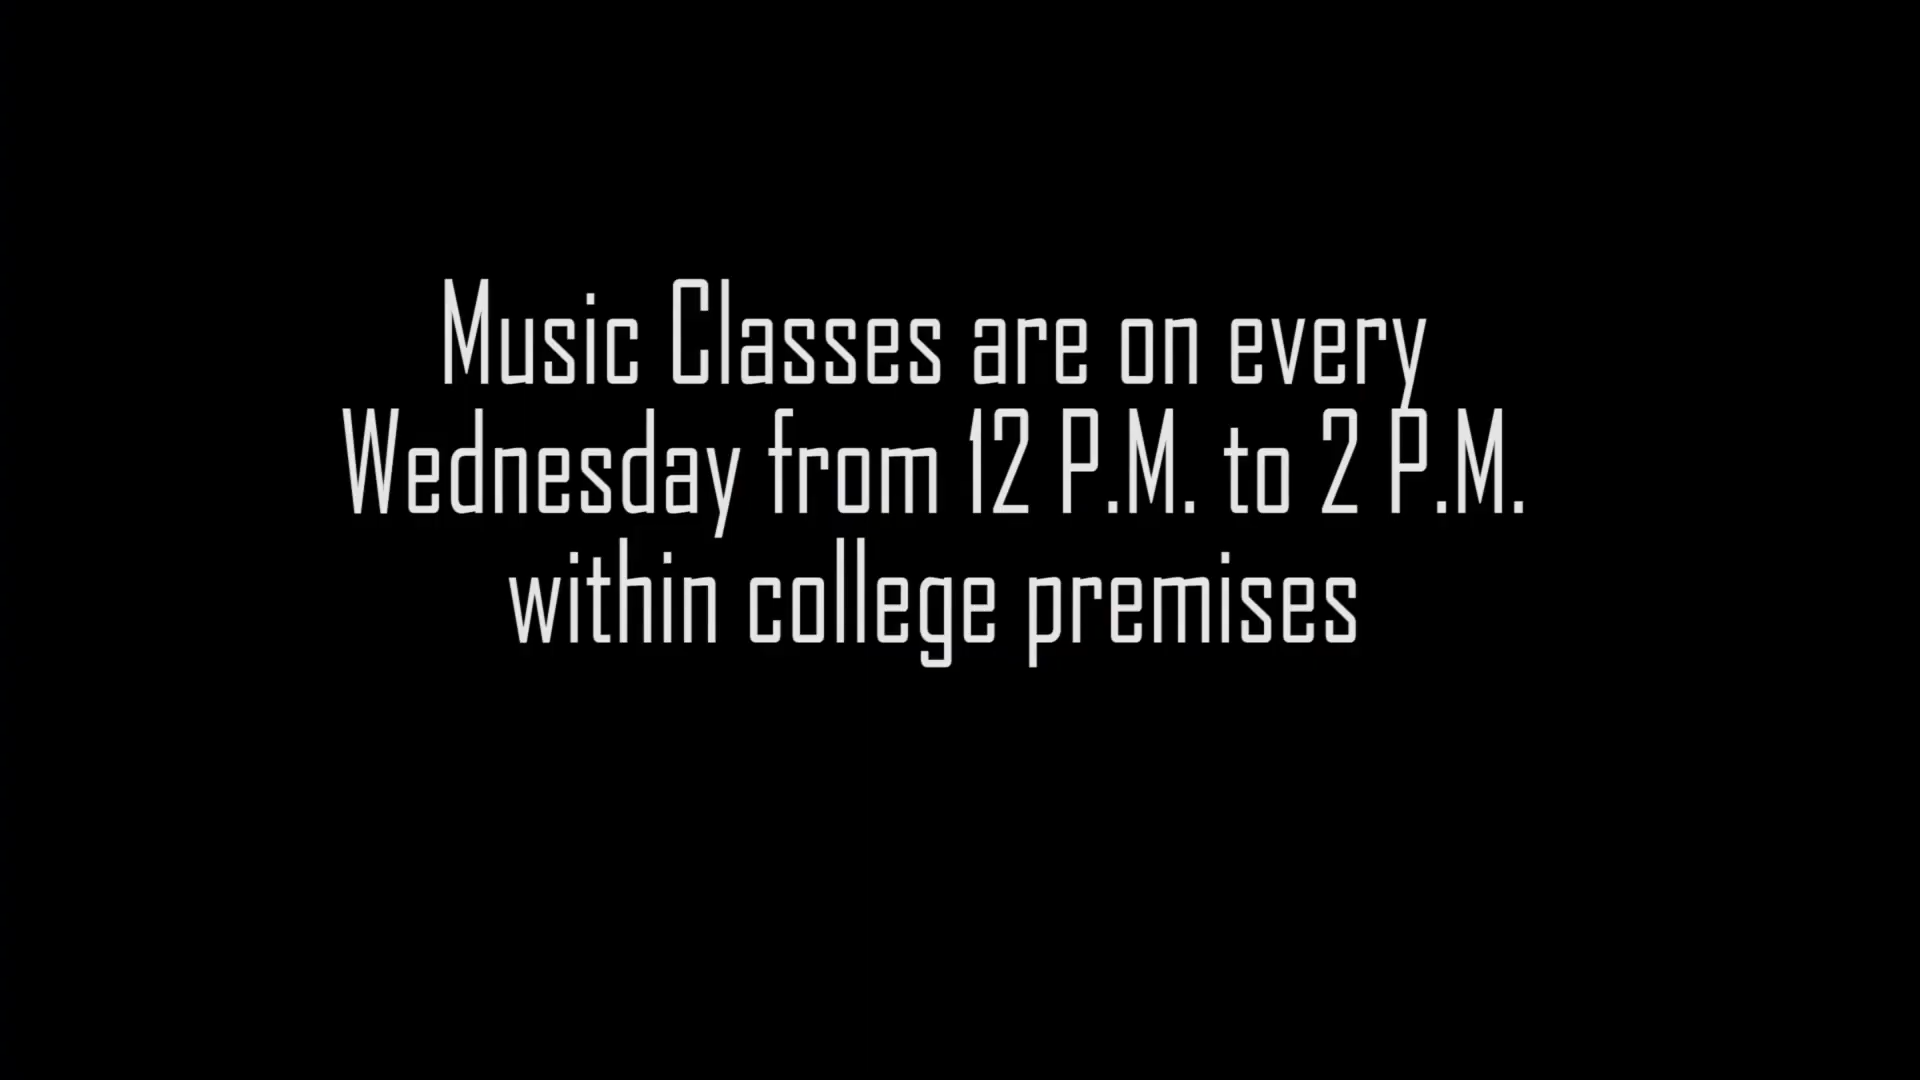 Music Classes are on every
Wednesday from 12 P.M. to 2 P.M.
within college premises